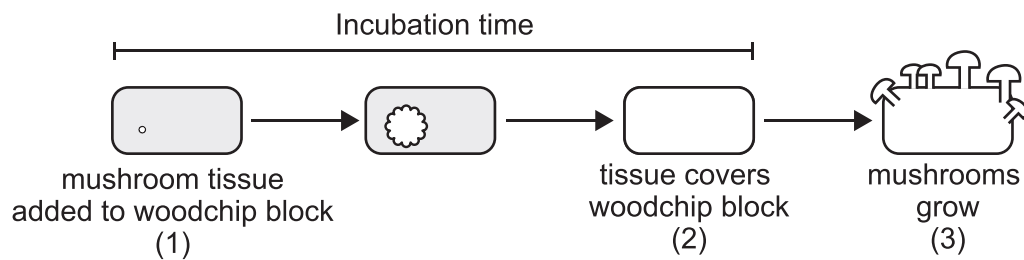 Incubation time
mushroom tissue
added to woodchip block
(1)
tissue covers
woodchip block
(2)
mushrooms
grow
(3)